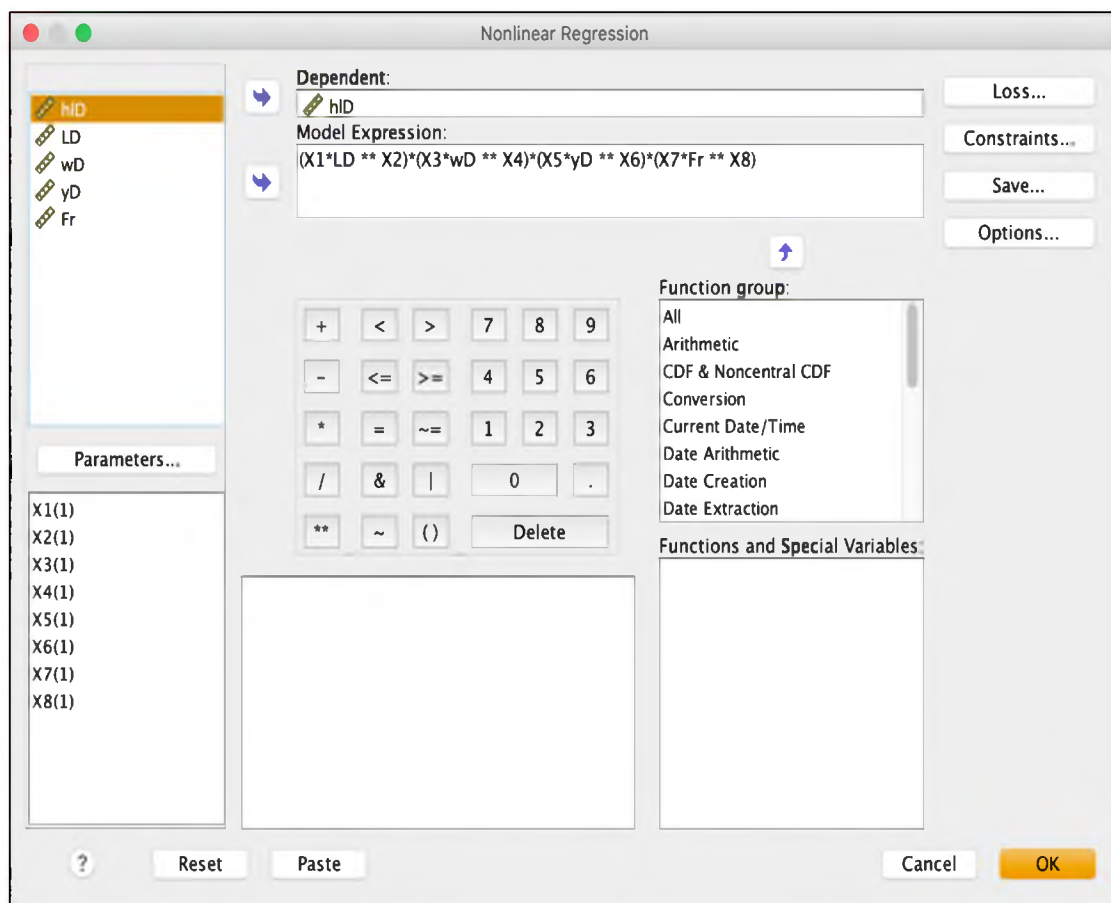 Nonlinear Regression
hID
LD
wD
yD
Fr
Parameters...
X1(1)
X2(1)
X3(1)
X4(1)
X5(1)
X6(1)
X7(1)
X8(1)
Dependent:
hID
Model Expression:
(X1*LD ** X2)*(X3*wD ** X4)*(X5*yD ** X6)*(X7*Fr ** X8)
+ < > 7 8 9
- <= >= 4 5 6
* = ~= 1 2 3
/ & | 0 .
** ~ () Delete
Function group:
All
Arithmetic
CDF & Noncentral CDF
Conversion
Current Date/Time
Date Arithmetic
Date Creation
Date Extraction
Functions and Special Variables:
Loss...
Constraints...
Save...
Options...
? Reset Paste Cancel OK